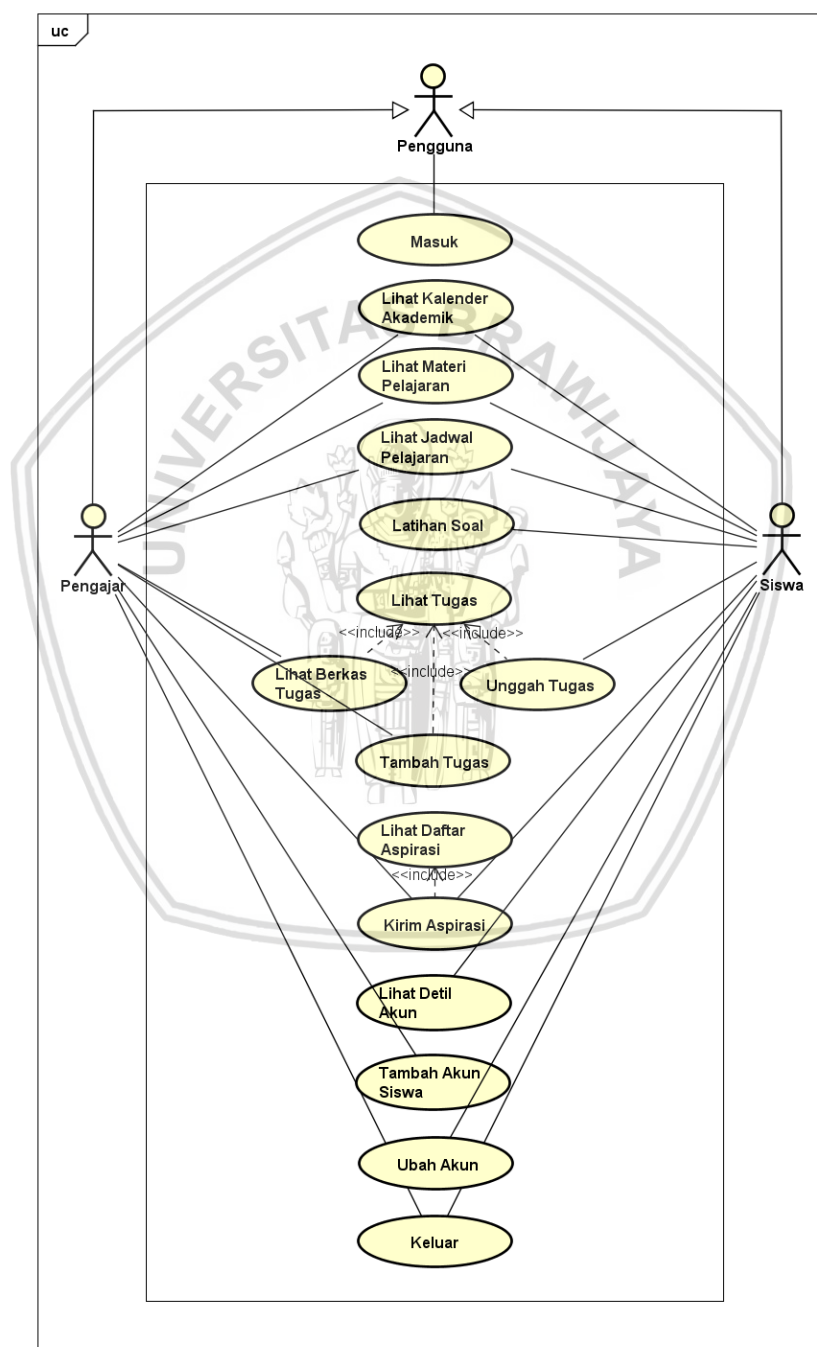 uc
Pengguna
Masuk
Lihat Kalender
Akademik
UNIVERSITAS BRAWIJAYA
Lihat Materi
Pelajaran
Lihat Jadwal
Pelajaran
Latihan Soal
Pengajar
Siswa
Lihat Tugas
<<include>>
<<include>>
<<include>>
Lihat Berkas
Tugas
Unggah Tugas
Tambah Tugas
Lihat Daftar
Aspirasi
<<include>>
Kirim Aspirasi
Lihat Detil
Akun
Tambah Akun
Siswa
Ubah Akun
Keluar